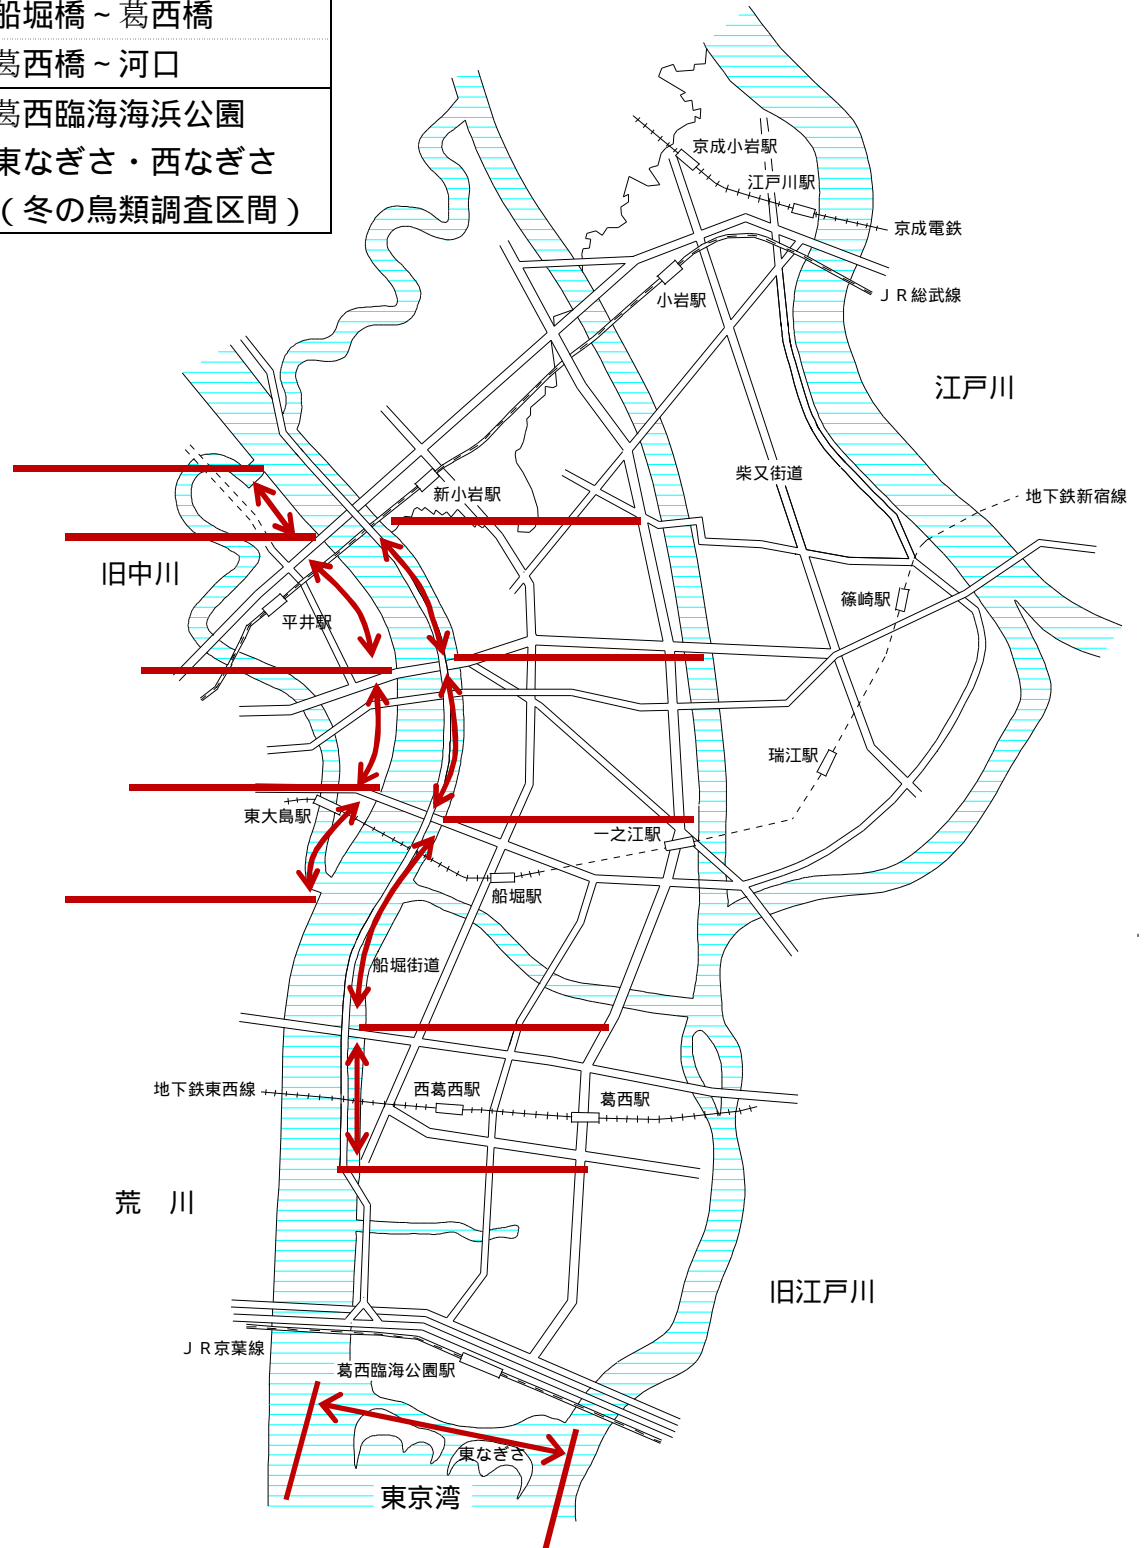 船堀橋~葛西橋
葛西橋~河口
葛西臨海海浜公園
東なぎさ・西なぎさ
(冬の鳥類調査区間)
京成小岩駅
江戸川駅
京成電鉄
小岩駅
JR総武線
江戸川
柴又街道
新小岩駅
地下鉄新宿線
旧中川
篠崎駅
平井駅
瑞江駅
東大島駅
一之江駅
船堀駅
船堀街道
地下鉄東西線
西葛西駅
葛西駅
荒 川
旧江戸川
JR京葉線
葛西臨海公園駅
東なぎさ
東京湾